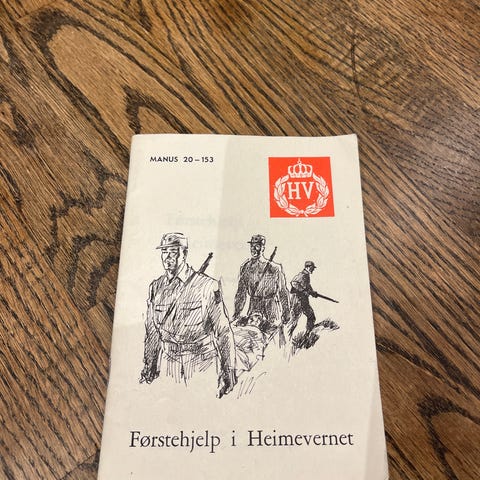 MANUS 20–153
HV
Førstehjelp i Heimevernet